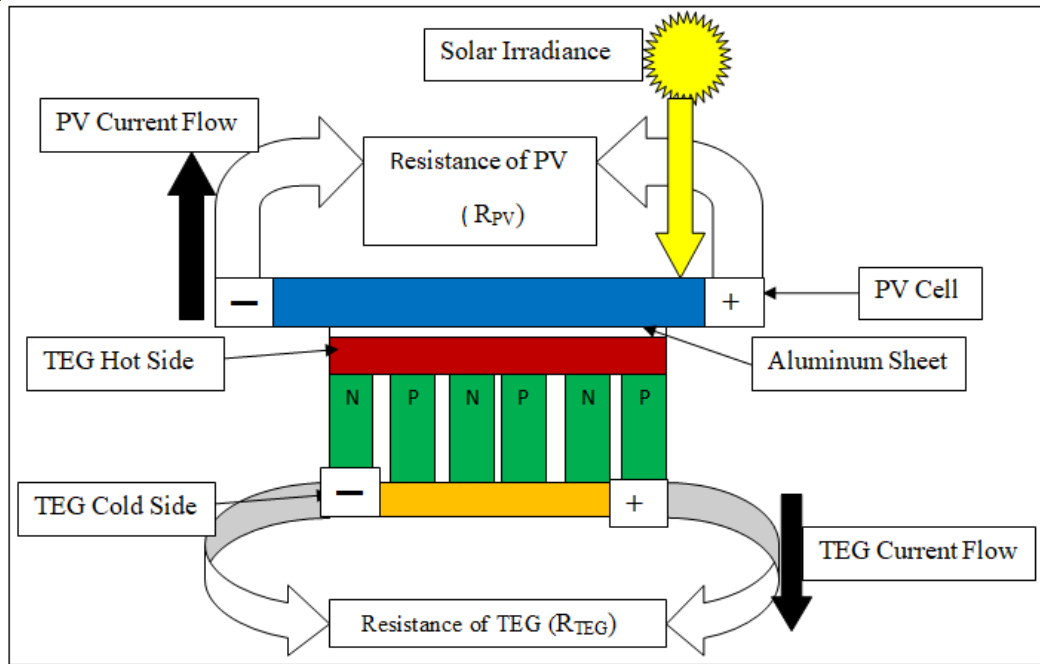 Solar Irradiance
PV Current Flow
Resistance of PV
( RPV)
− +
PV Cell
TEG Hot Side
Aluminum Sheet
N P N P N P
− +
TEG Cold Side
TEG Current Flow
Resistance of TEG (RTEG)